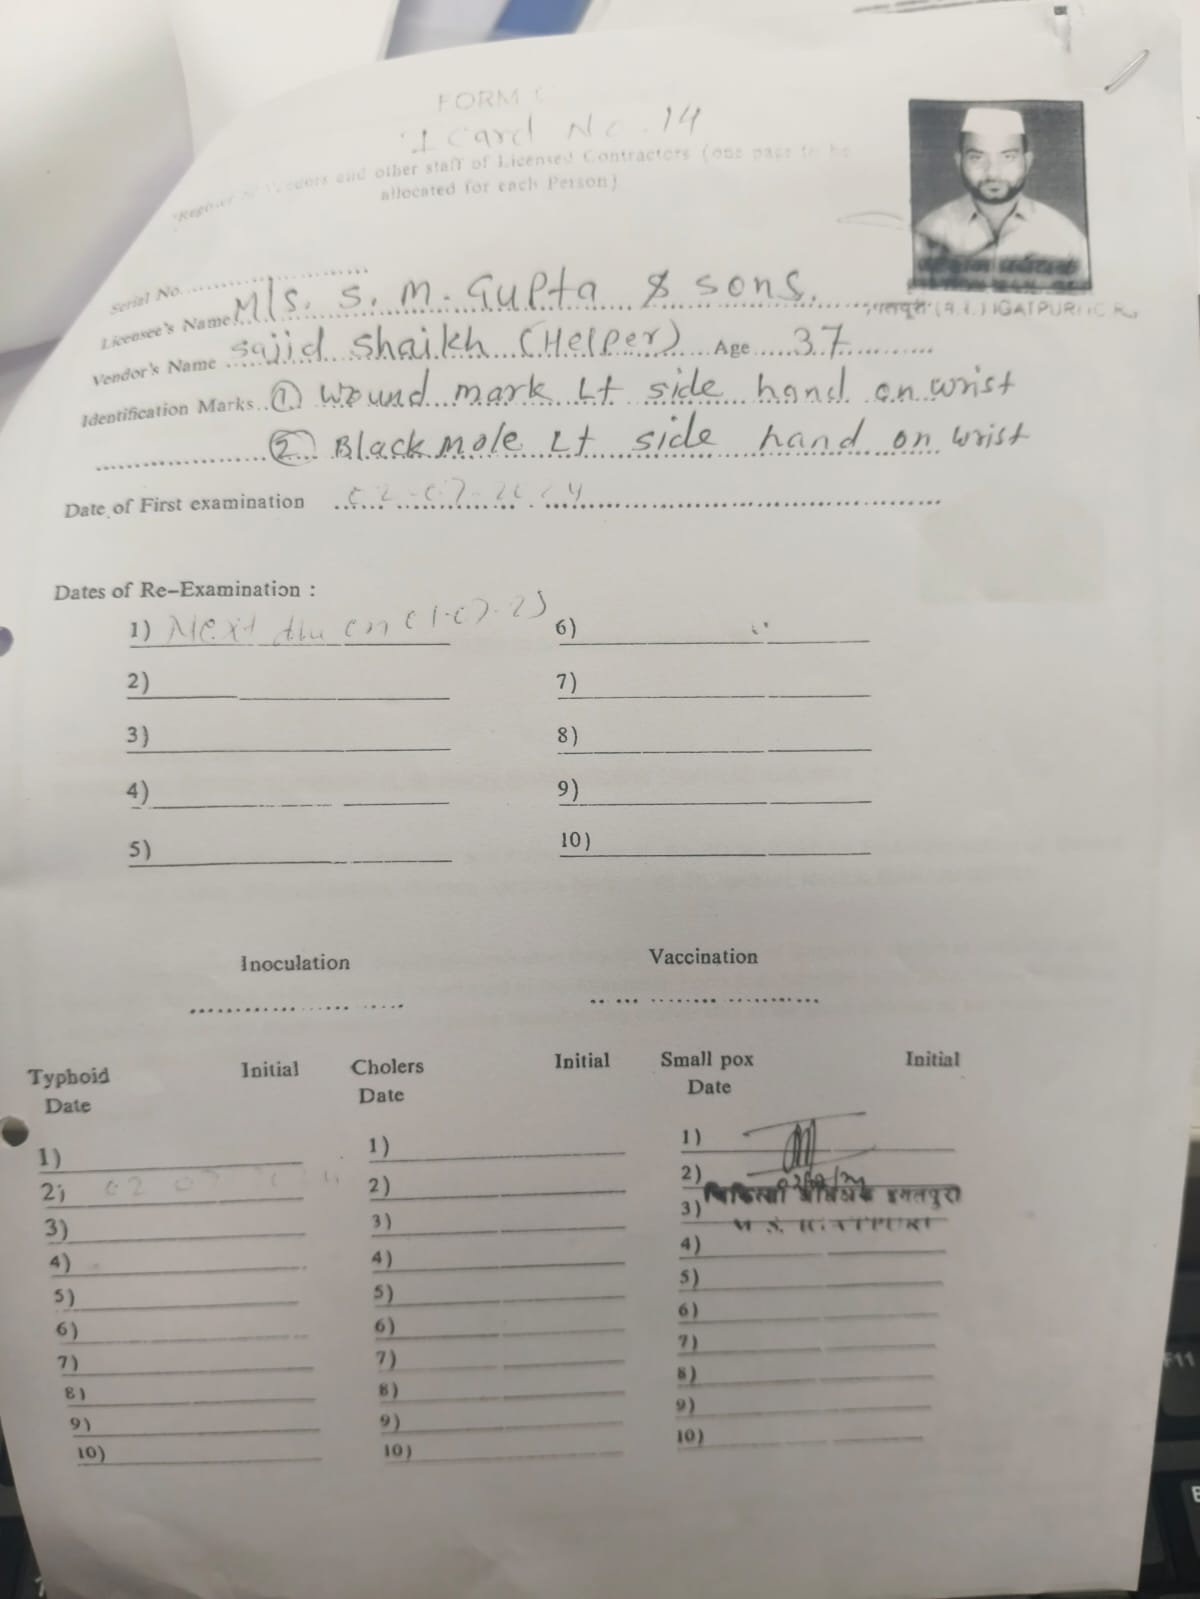 FORM
I Card No. 14
"Register of Vendors and other staff of Licensed Contractors (one page to be
allocated for each Person)
Serial No. ....................
Licensee's Name M/s. S. M. Gupta & sons.
(R.I.) IGATPURI C.R.
Vendor's Name sajid shaikh (Helper) Age 37
Identification Marks ① Wound mark Lt side hand on wrist
② Black mole Lt side hand on wrist
Date of First examination 02-07-2024
Dates of Re-Examination :
1) Next due on 01-07-25 6)
2) 7)
3) 8)
4) 9)
5) 10)
Inoculation Vaccination
Typhoid Initial Cholers Initial Small pox Initial
Date Date Date
1) 1) 1)
2) 02 07 2024 2) 2)
चिकित्सा अधिक्षक इगतपुरी
3) 3) 3) M. S. IGATPURI
4) 4) 4)
5) 5) 5)
6) 6) 6)
7) 7) 7)
8) 8) 8)
9) 9) 9)
10) 10) 10)
F11